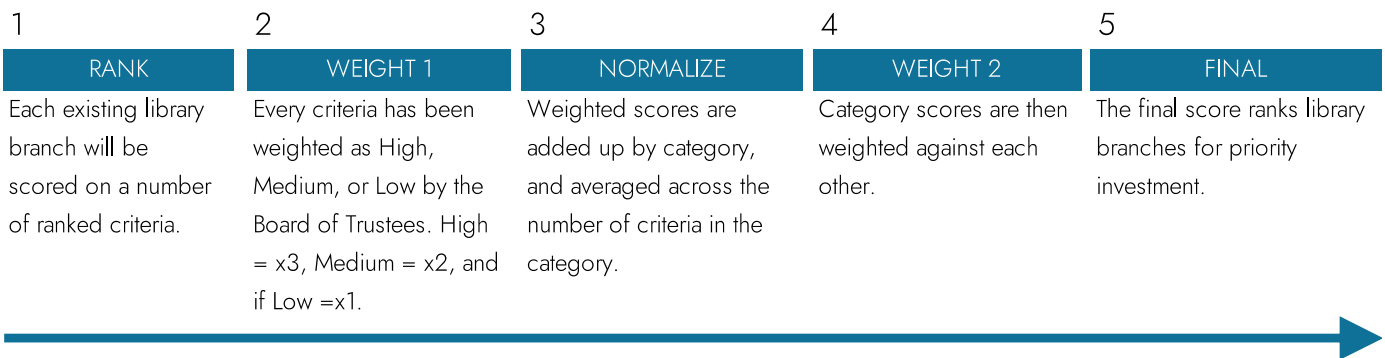 1
RANK
Each existing library
branch will be
scored on a number
of ranked criteria.
2
WEIGHT 1
Every criteria has been
weighted as High,
Medium, or Low by the
Board of Trustees. High
= x3, Medium = x2, and
if Low =x1.
3
NORMALIZE
Weighted scores are
added up by category,
and averaged across the
number of criteria in the
category.
4
WEIGHT 2
Category scores are then
weighted against each
other.
5
FINAL
The final score ranks library
branches for priority
investment.